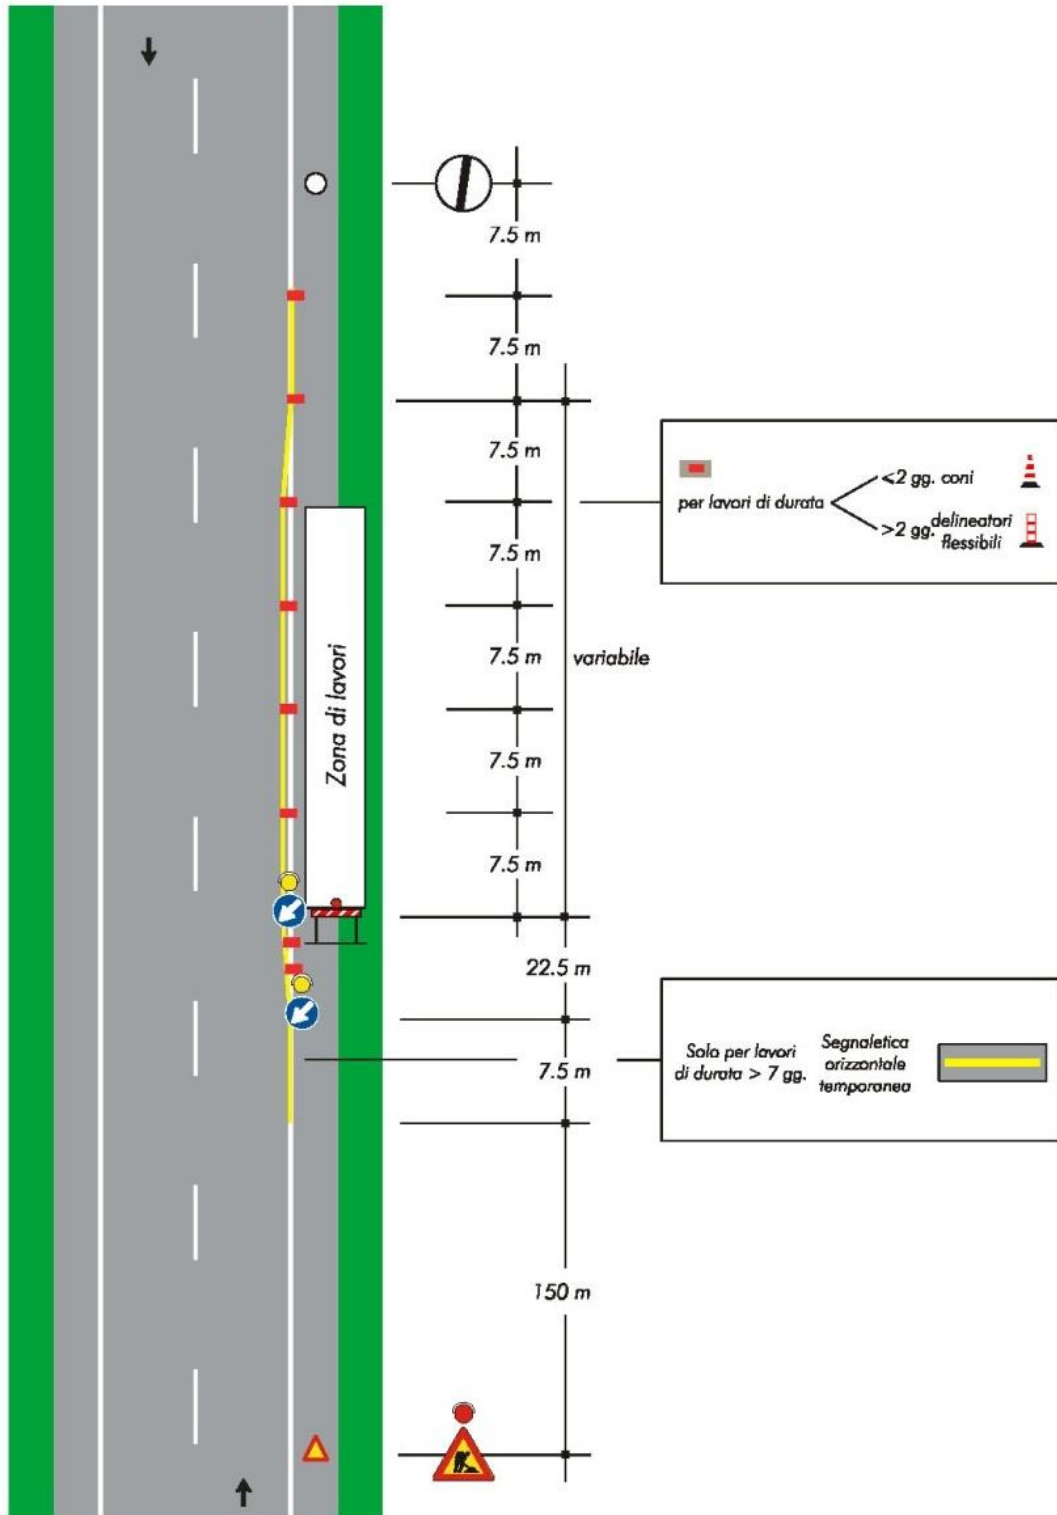 7.5 m
7.5 m
7.5 m
per lavori di durata
<2 gg. coni
>2 gg. delineatori
flessibili
7.5 m
7.5 m
variabile
Zona di lavori
7.5 m
7.5 m
22.5 m
7.5 m
Solo per lavori
di durata > 7 gg.
Segnaletica
orizzontale
temporanea
150 m